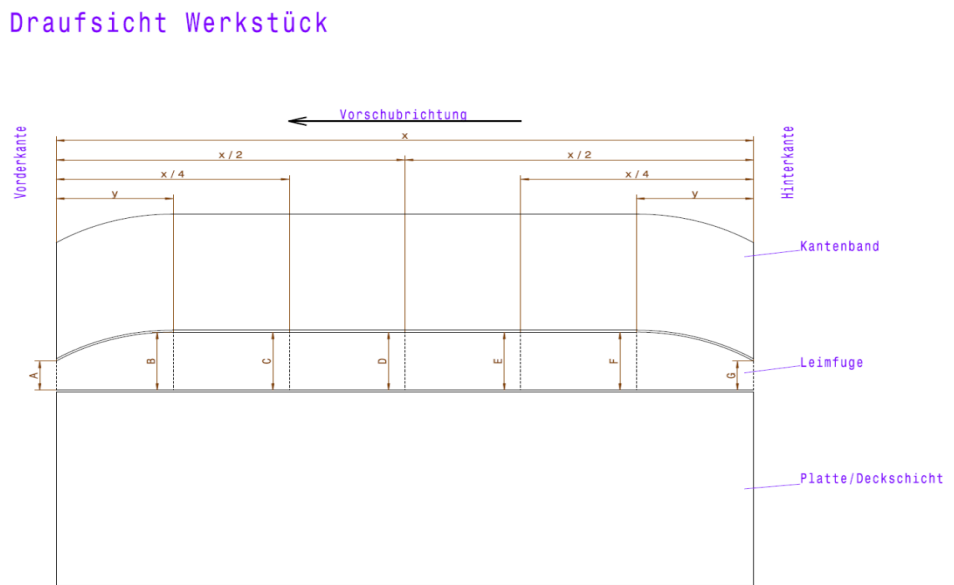 Draufsicht Werkstück
Vorschubrichtung
Vorderkante
Hinterkante
x
x/2
x/2
x/4
x/4
y
y
Kantenband
A
B
C
D
E
F
G
Leimfuge
Platte/Deckschicht